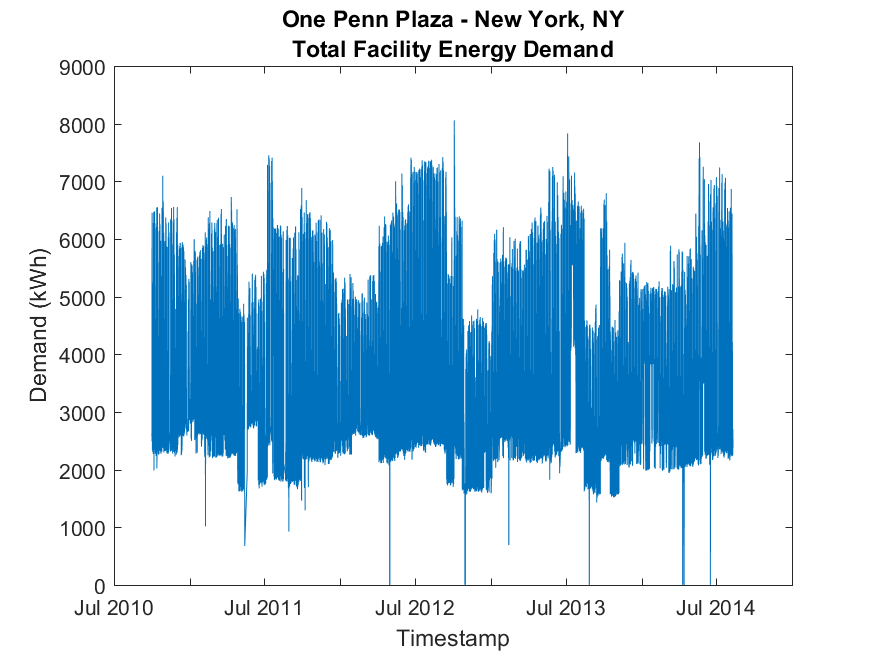 One Penn Plaza - New York, NY
Total Facility Energy Demand
9000
8000
7000
6000
5000
4000
3000
2000
1000
0
Demand (kWh)
Jul 2010 Jul 2011 Jul 2012 Jul 2013 Jul 2014
Timestamp